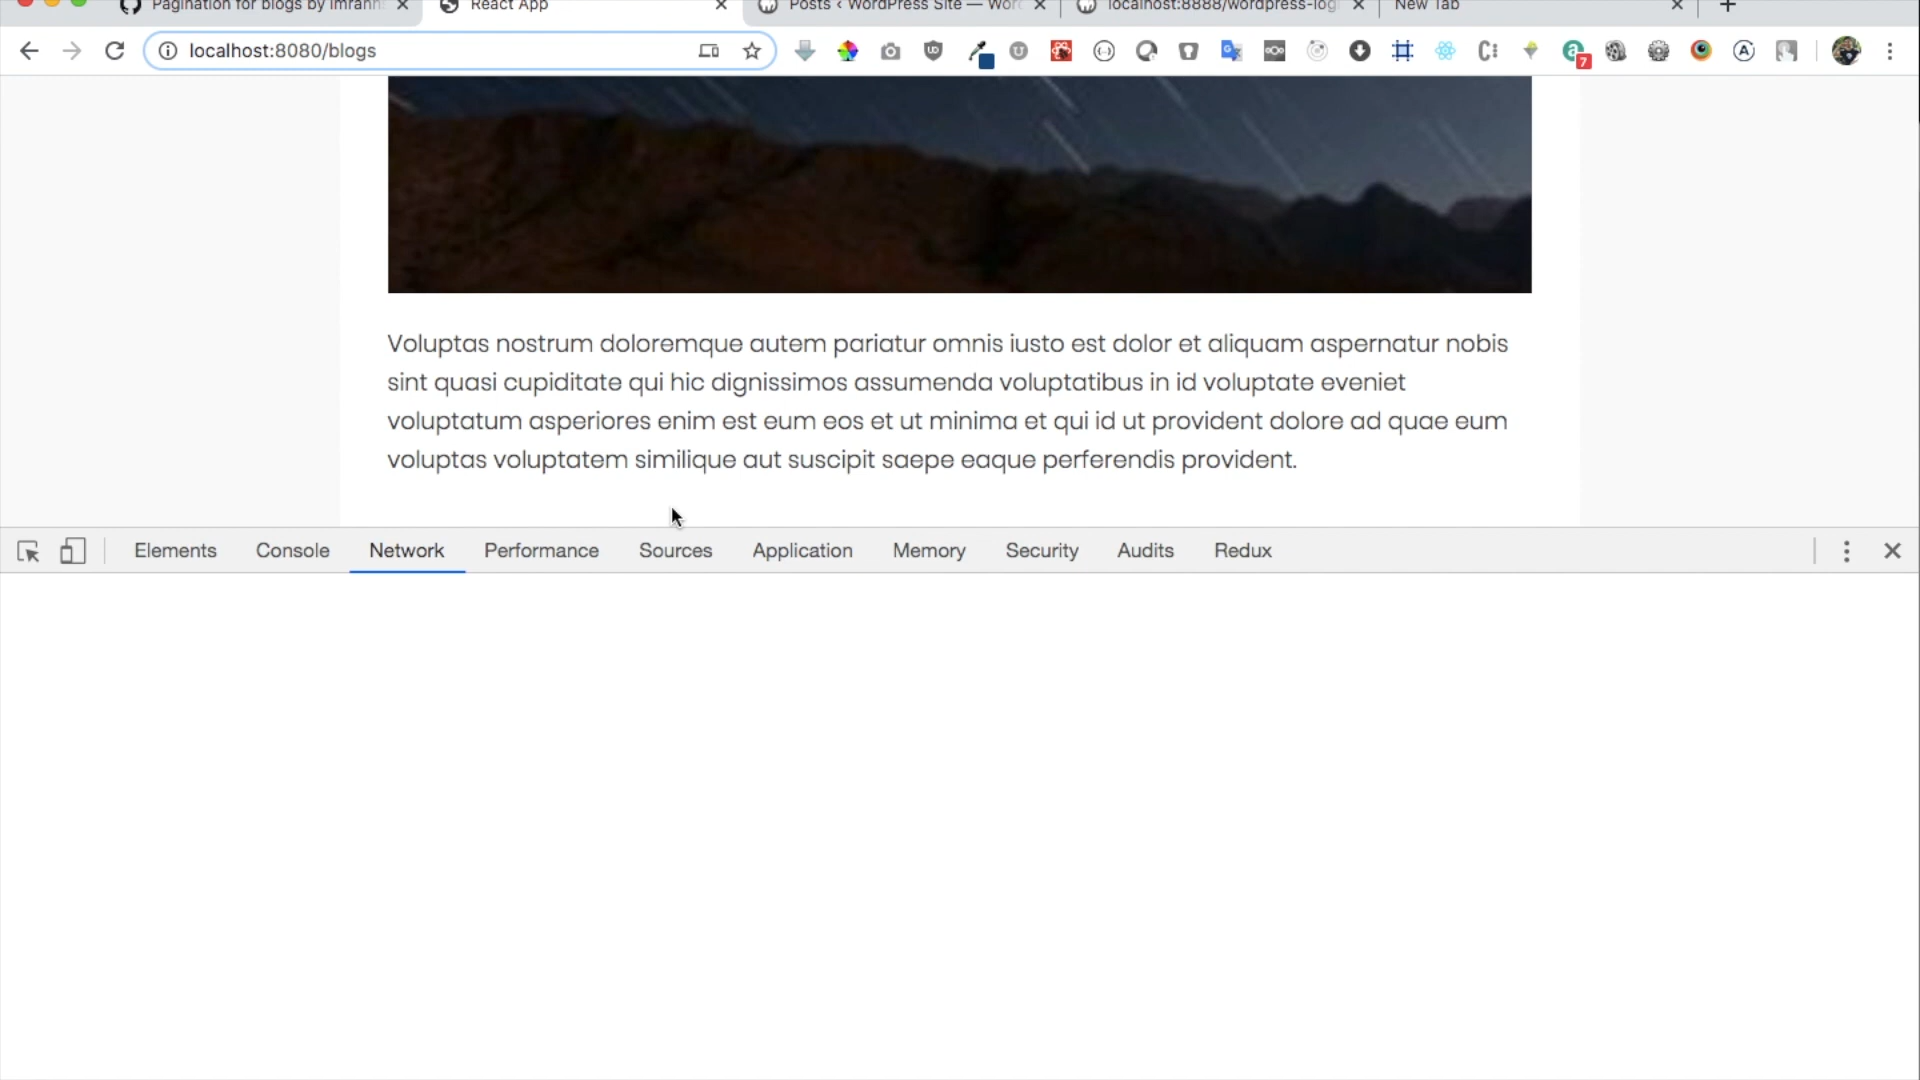 Pagination for blogs by imrann
React App
Posts ‹ WordPress Site — Wor
localhost:8888/wordpress-log
New Tab
localhost:8080/blogs
7
Voluptas nostrum doloremque autem pariatur omnis iusto est dolor et aliquam aspernatur nobis
sint quasi cupiditate qui hic dignissimos assumenda voluptatibus in id voluptate eveniet
voluptatum asperiores enim est eum eos et ut minima et qui id ut provident dolore ad quae eum
voluptas voluptatem similique aut suscipit saepe eaque perferendis provident.
Elements
Console
Network
Performance
Sources
Application
Memory
Security
Audits
Redux